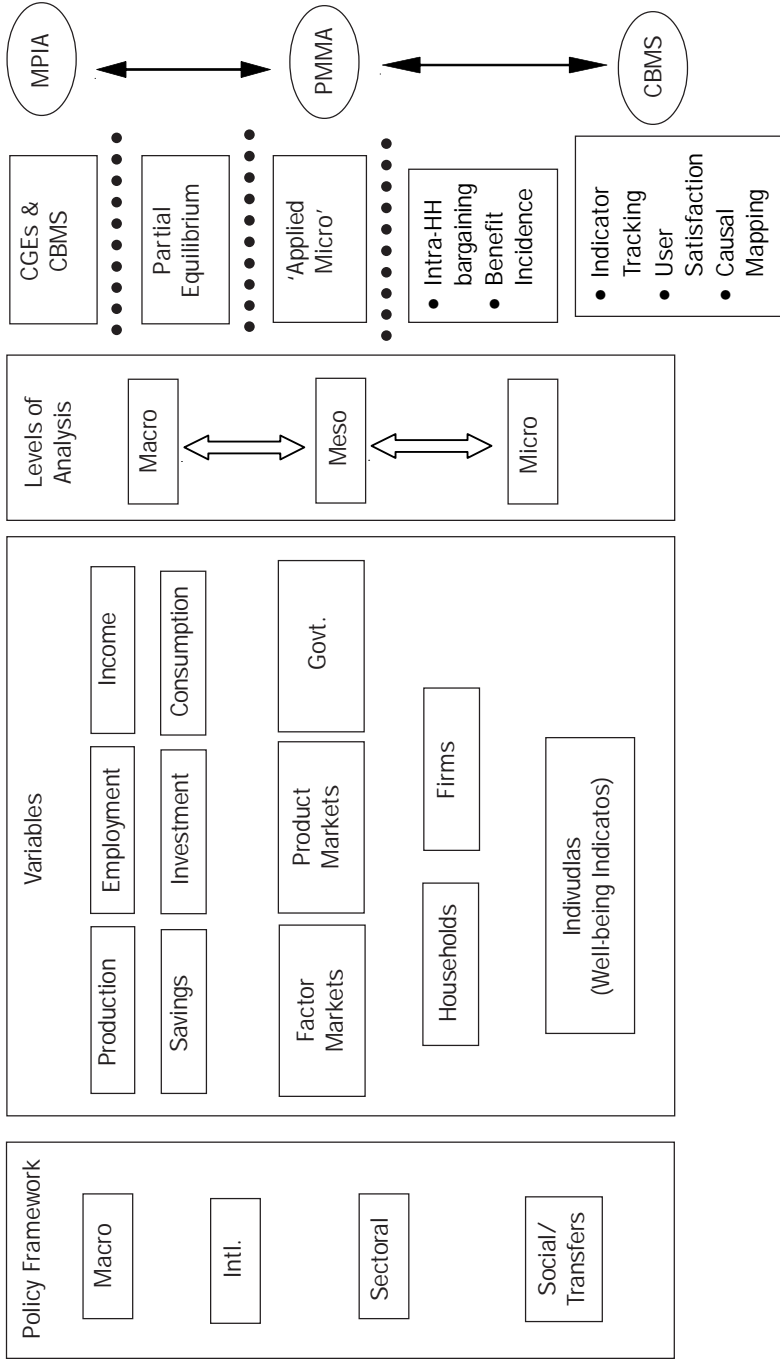 Policy Framework
Macro
Intl.
Sectoral
Social/
Transfers
Variables
Production
Employment
Income
Savings
Investment
Consumption
Factor
Markets
Product
Markets
Govt.
Households
Firms
Indivudlas
(Well-being Indicatos)
Levels of
Analysis
Macro
Meso
Micro
CGEs &
CBMS
Partial
Equilibrium
‘Applied
Micro’
• Intra-HH
bargaining
• Benefit
Incidence
• Indicator
Tracking
• User
Satisfaction
• Causal
Mapping
MPIA
PMMA
CBMS